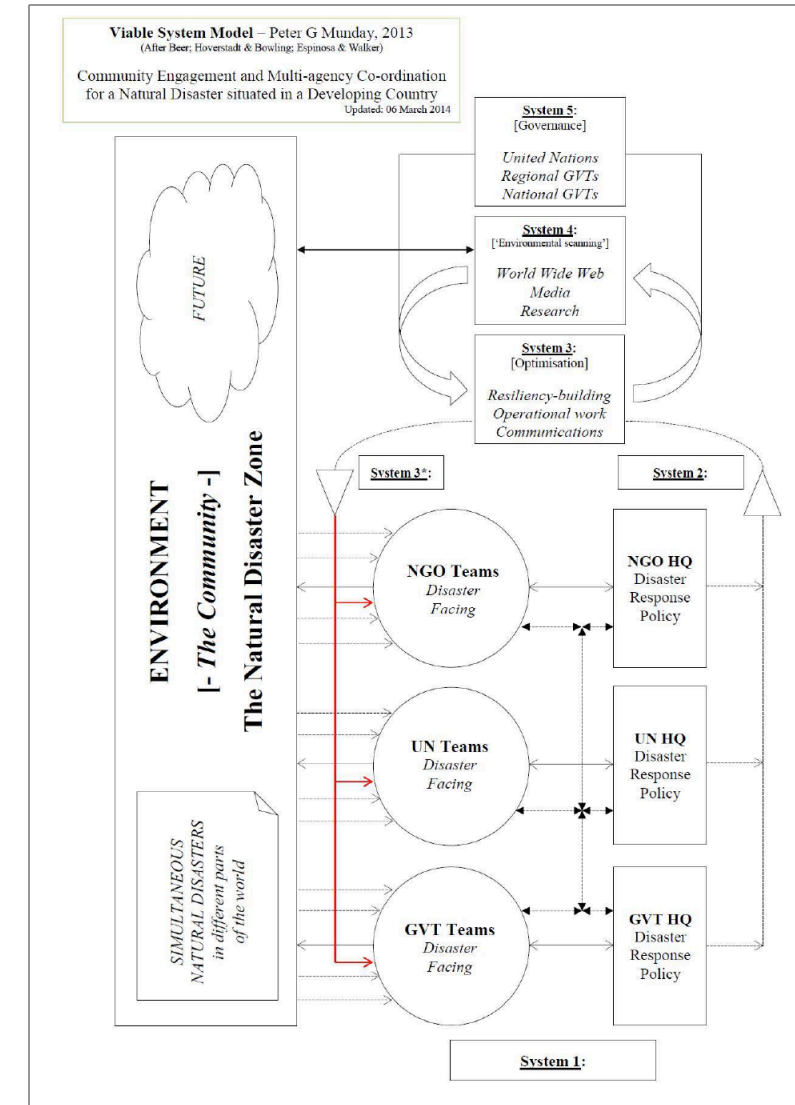 Viable System Model – Peter G Munday, 2013
(After Beer; Hoverstadt & Bowling; Espinosa & Walker)
Community Engagement and Multi-agency Co-ordination
for a Natural Disaster situated in a Developing Country
Updated: 06 March 2014
System 5:
[Governance]
United Nations
Regional GVTs
National GVTs
System 4:
['Environmental scanning']
World Wide Web
Media
Research
System 3:
[Optimisation]
Resiliency-building
Operational work
Communications
FUTURE
ENVIRONMENT
[- The Community -]
The Natural Disaster Zone
SIMULTANEOUS
NATURAL DISASTERS
in different parts
of the world
System 3*:
System 2:
NGO Teams
Disaster
Facing
NGO HQ
Disaster
Response
Policy
UN Teams
Disaster
Facing
UN HQ
Disaster
Response
Policy
GVT Teams
Disaster
Facing
GVT HQ
Disaster
Response
Policy
System 1: